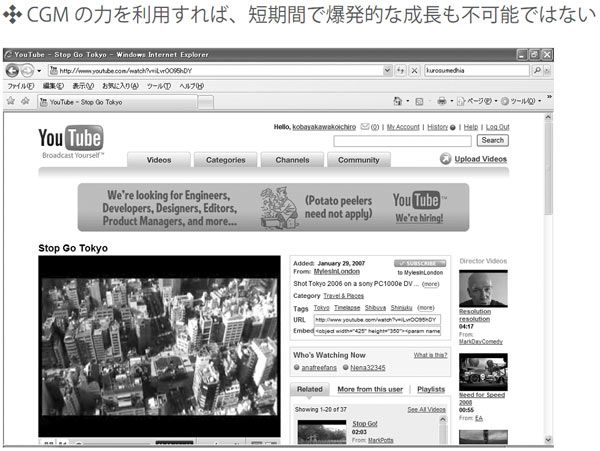 CGM の力を利用すれば、短期間で爆発的な成長も不可能ではない
YouTube - Stop Go Tokyo - Windows Internet Explorer
http://www.youtube.com/watch?v=iLvrOO95hDY
kurosumedhia
ファイル(F) 編集(E) 表示(V) お気に入り(A) ツール(T) ヘルプ(H)
YouTube - Stop Go Tokyo
ページ(P) ツール(O)
Hello, kobayakawakoichiro (0) | My Account | History | Help | Log Out
YouTube
Broadcast Yourself™
Search
Videos Categories Channels Community Upload Videos
We're looking for Engineers,
Developers, Designers, Editors,
Product Managers, and more...
(Potato peelers
need not apply)
YouTube™
We're hiring!
Stop Go Tokyo
Added: January 29, 2007
From: MylesInLondon
SUBSCRIBE
to MylesInLondon
Shot Tokyo 2006 on a sony PC1000e DV ... (more)
Category Travel & Places
Tags Tokyo Timelapse Shibuya Shinjuku (more)
URL http://www.youtube.com/watch?v=iLvrOO95hDY
Embed <object width="425" height="350"><param name
Who's Watching Now What is this?
anafreefans Nena32345
Related More from this user Playlists
Showing 1-20 of 37 See All Videos
Stop Go!
02:03
From: MarkPotts
Director Videos
Resolution
resolution
04:17
From:
MarkDayComedy
Need for Speed
2008
00:55
From: EA